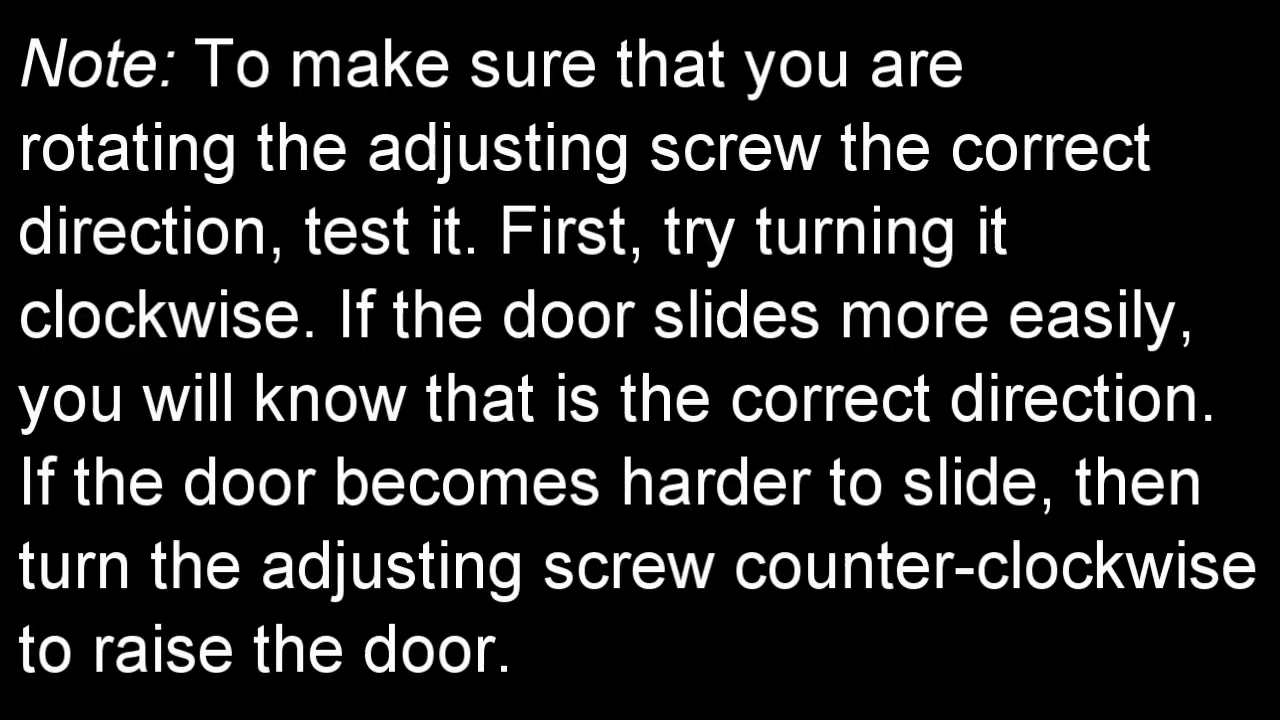 Note: To make sure that you are
rotating the adjusting screw the correct
direction, test it. First, try turning it
clockwise. If the door slides more easily,
you will know that is the correct direction.
If the door becomes harder to slide, then
turn the adjusting screw counter-clockwise
to raise the door.